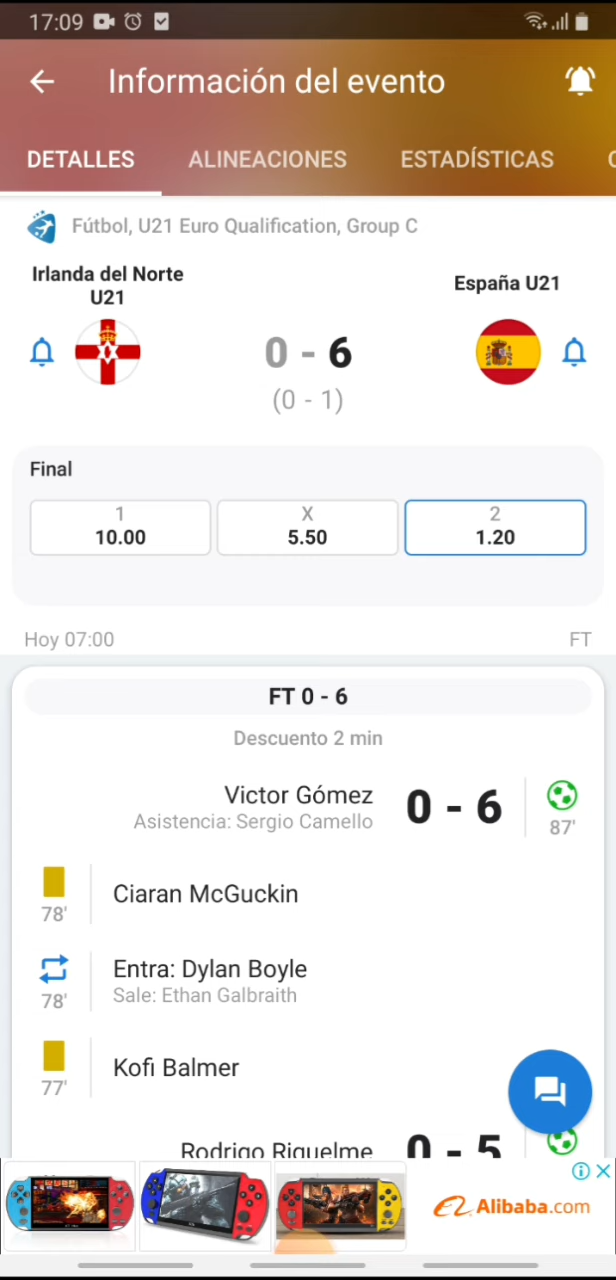 17:09
Información del evento
DETALLES
ALINEACIONES
ESTADÍSTICAS
Fútbol, U21 Euro Qualification, Group C
Irlanda del Norte
U21
España U21
0 - 6
(0 - 1)
Final
1
10.00
X
5.50
2
1.20
Hoy 07:00
FT
FT 0 - 6
Descuento 2 min
Victor Gómez
Asistencia: Sergio Camello
0 - 6
87'
78'
Ciaran McGuckin
78'
Entra: Dylan Boyle
Sale: Ethan Galbraith
77'
Kofi Balmer
Rodrigo Riquelme
0 - 5
Alibaba.com